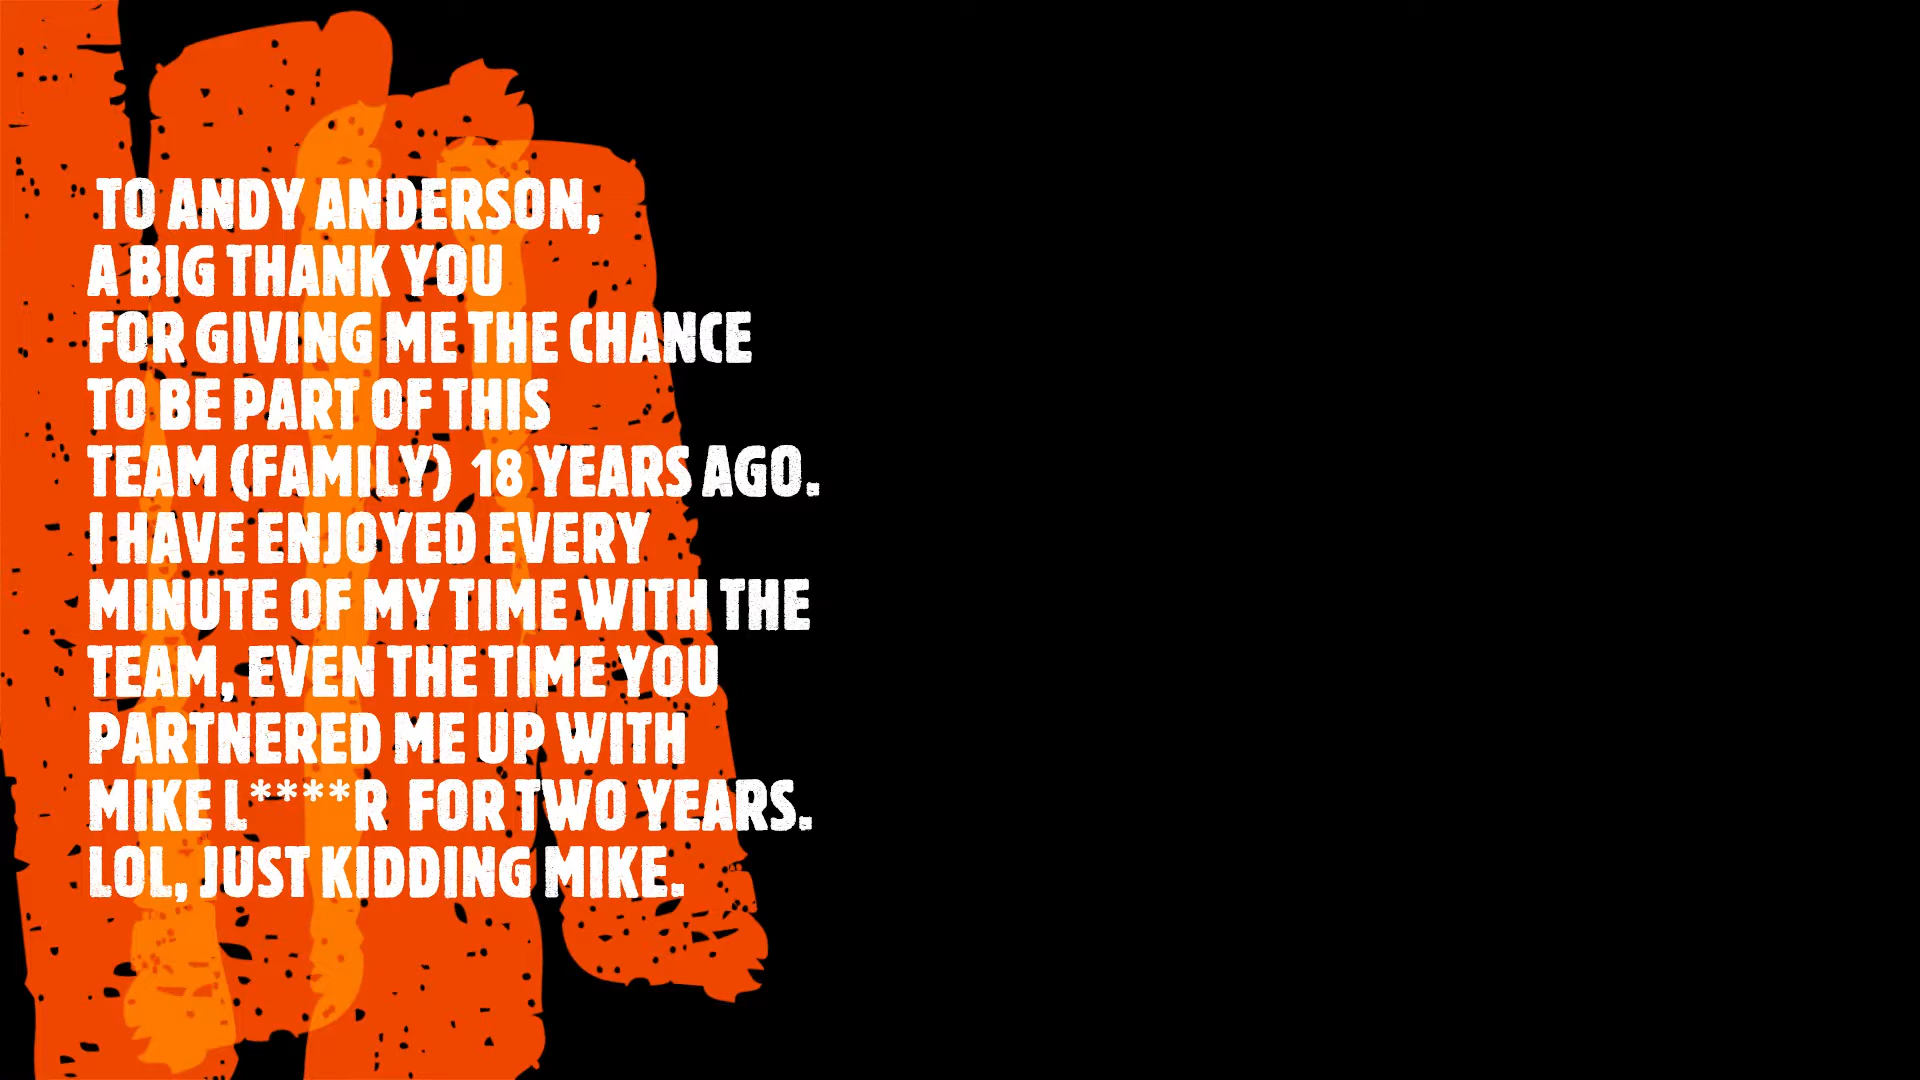 TO ANDY ANDERSON,
A BIG THANK YOU
FOR GIVING ME THE CHANCE
TO BE PART OF THIS
TEAM (FAMILY) 18 YEARS AGO.
I HAVE ENJOYED EVERY
MINUTE OF MY TIME WITH THE
TEAM, EVEN THE TIME YOU
PARTNERED ME UP WITH
MIKE L****R FOR TWO YEARS.
LOL, JUST KIDDING MIKE.